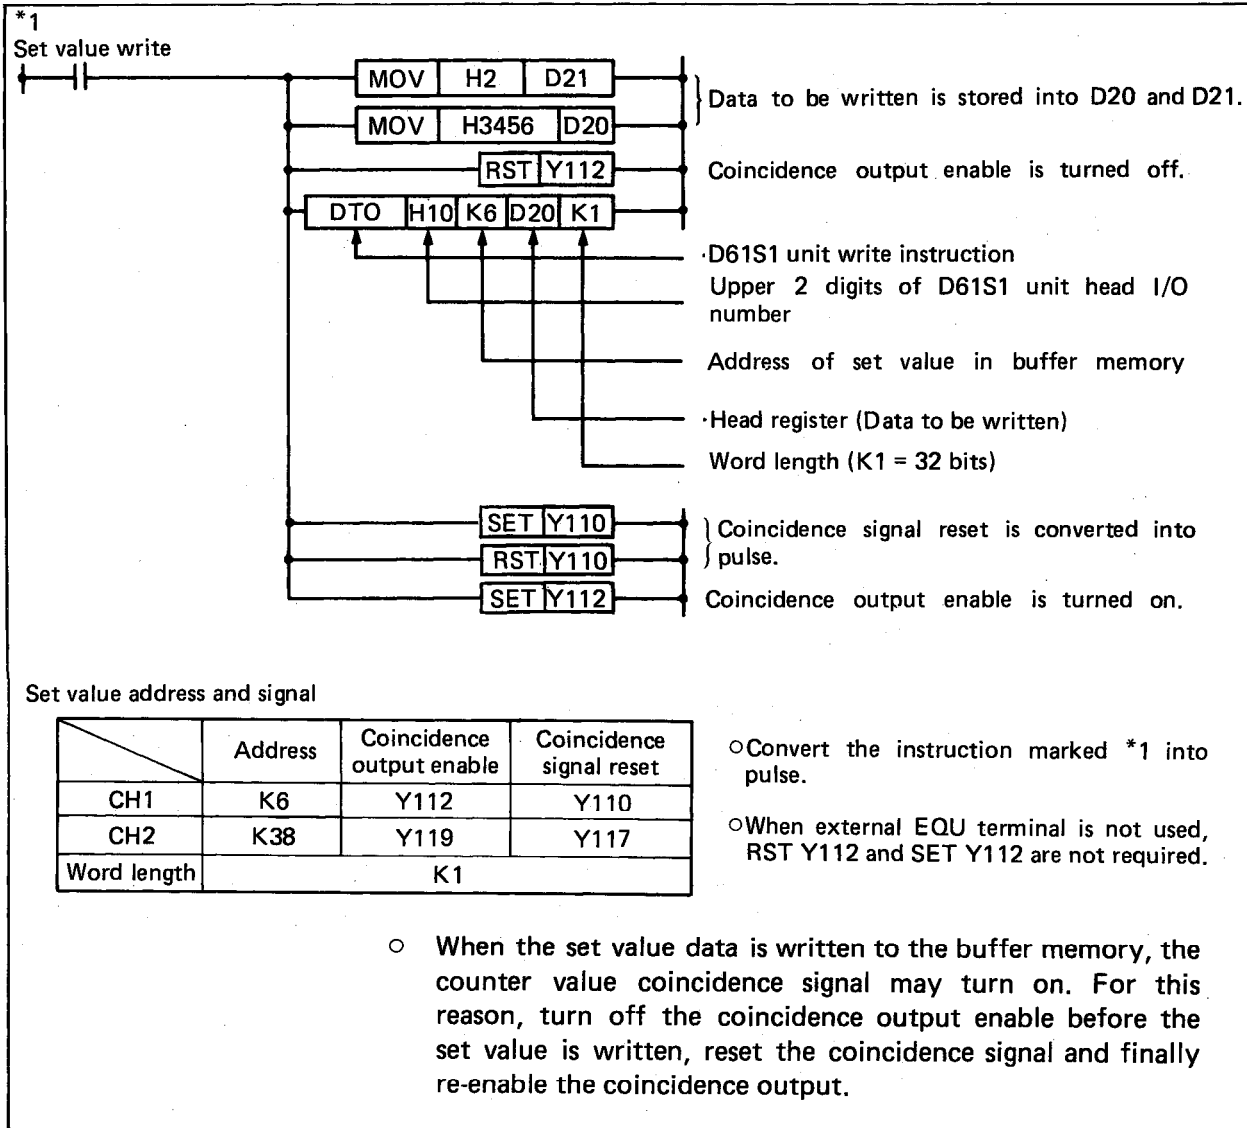 *1
Set value write
MOV H2 D21
Data to be written is stored into D20 and D21.
MOV H3456 D20
RST Y112
Coincidence output enable is turned off.
DTO H10 K6 D20 K1
·D61S1 unit write instruction
Upper 2 digits of D61S1 unit head I/O
number
Address of set value in buffer memory
·Head register (Data to be written)
Word length (K1 = 32 bits)
SET Y110
Coincidence signal reset is converted into
RST Y110
pulse.
SET Y112
Coincidence output enable is turned on.
Set value address and signal
Address Coincidence output enable Coincidence signal reset
CH1 K6 Y112 Y110
CH2 K38 Y119 Y117
Word length K1
○Convert the instruction marked *1 into
pulse.
○When external EQU terminal is not used,
RST Y112 and SET Y112 are not required.
○ When the set value data is written to the buffer memory, the
counter value coincidence signal may turn on. For this
reason, turn off the coincidence output enable before the
set value is written, reset the coincidence signal and finally
re-enable the coincidence output.